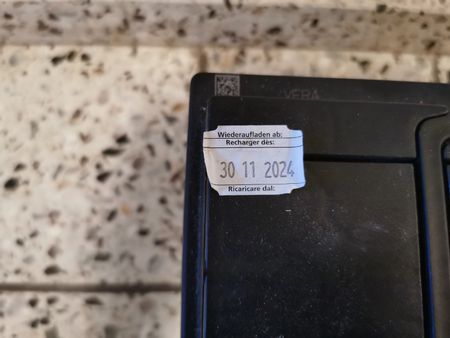 VERA
Wiederaufladen ab:
Recharger dès:
30 11 2024
Ricaricare dal: